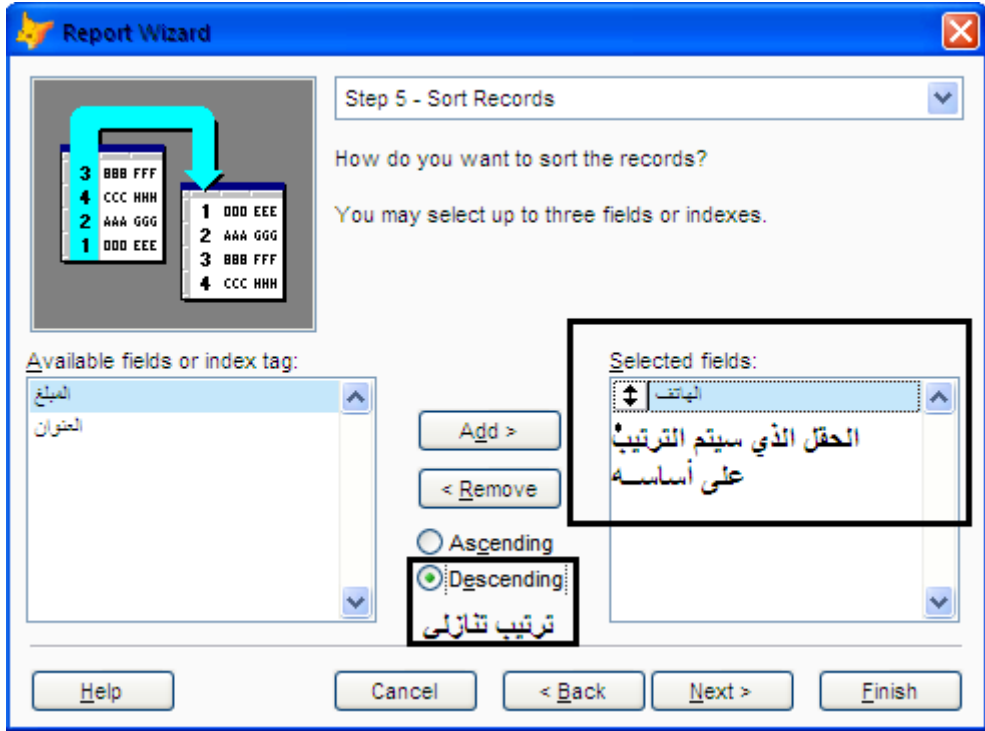 Report Wizard
Step 5 - Sort Records
How do you want to sort the records?
You may select up to three fields or indexes.
3 BBB FFF
4 CCC HHH
2 AAA GGG
1 DDD EEE
1 DDD EEE
2 AAA GGG
3 BBB FFF
4 CCC HHH
Available fields or index tag:
المبلغ
العنوان
Add >
< Remove
Ascending
Descending
ترتيب تنازلي
Selected fields:
الهاتف
الحقل الذي سيتم الترتيب
على أساسـه
Help
Cancel
< Back
Next >
Finish